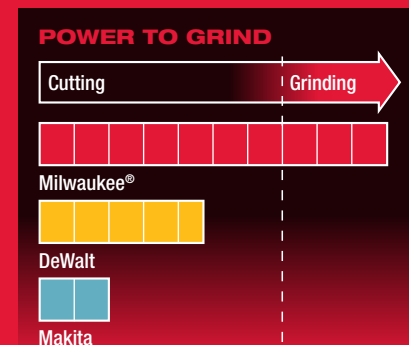 POWER TO GRIND
Cutting Grinding
Milwaukee®
DeWalt
Makita